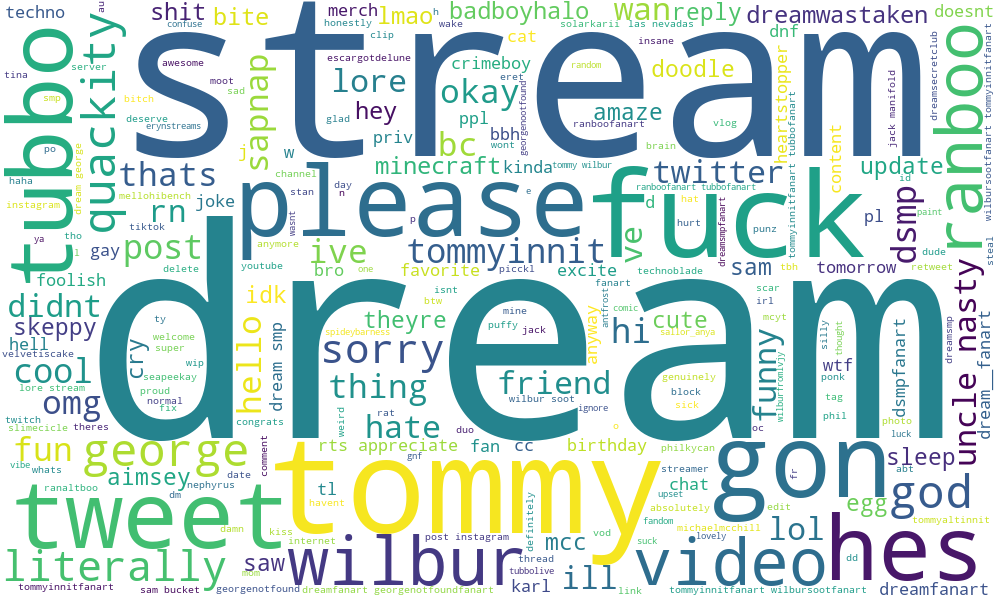 techno
shit
bite
merch
lmao
h
badboyhalo
wan
reply
dreamwastaken
doesnt
au
confuse
honestly
wake
solarkarii
las nevadas
tubbo
quackity
stream
ranboo
clip
cat
insane
dnf
tina
server
awesome
escargotdelune
crimeboy
random
doodle
dreamsecretclub
moot
eret
lore
okay
sapnap
heartstopper
jack manifold
smp
bitch
sad
ppl
amaze
deserve
hey
glad
georgenootfound
ranboofanart
vlog
erynstreams
priv
bbh
bc
wont
po
j
w
brain
content
tommyinnitfanart tubbofanart
wilbursootfanart tommyinnitfanart
haha
dream george
thats
channel
minecraft
kinda
tommy wilbur
twitter
update
instagram
mellohibench
stan
day
n
please
e
ranboofanart tubbofanart
id
fuck
d
hat
dsmp
rn
joke
wasnt
p
hurt
pl
paint
ya
tho
tiktok
punz
dreamsmpfanart
l
gay
post
anymore
ive
tommyinnit
ve
dude
steal
foolish
delete
youtube
bro
one
favorite
picckl
excite
technoblade
sam
tbh
tomorrow
retweet
didnt
idk
btw
isnt
fanart
scar
irl
dream
ty
mine
antfrost
comic
mcyt
skeppy
welcome
hello
dream smp
spideybarness
theyre
puffy
jack
anyway
hi
sailor_anya
cute
silly
thought
dreamsmp
dream_fanart
hell
super
cry
velvetiscake
wip
sorry
funny
wilburfromivjy
wtf
cool
seapeekay
genuinely
ponk
lore stream
proud
thing
friend
block
tag
dsmpfanart
uncle nasty
omg
normal
wilbur soot
sick
twitch
fix
rat
ignore
photo
slimecicle
theres
congrats
weird
hate
duo
o
oc
phil
luck
fun
george
rts
appreciate
fan
cc
birthday
philkycan
gon
sleep
vibe
whats
aimsey
date
comment
gnf
tommy
streamer
chat
fr
abt
ranaltboo
nephyrus
tl
upset
god
dm
havent
absolutely
edit
egg
tweet
damn
kiss
definitely
vod
fandom
michaelmcchill
lol
tommyaltinnit
hes
internet
post instagram
mcc
suck
lovely
literally
saw
wilbur
thread
video
dd
mom
tubbolive
tommyinnitfanart
sam bucket
georgenotfound
dreamfanart
georgenotfoundfanart
karl
ill
link
tommyinnitfanart wilbursootfanart
dreamfanart